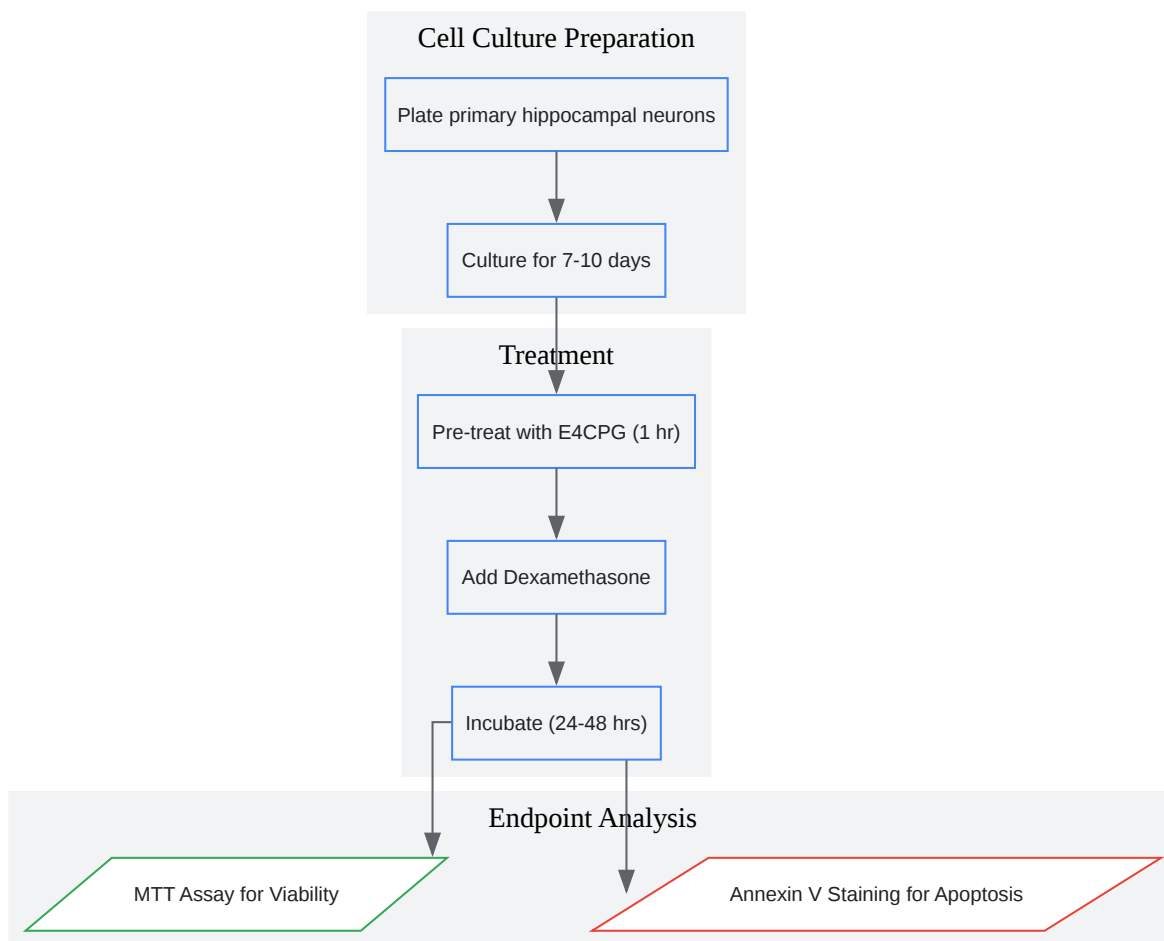 Cell Culture Preparation
Plate primary hippocampal neurons
Culture for 7-10 days
Treatment
Pre-treat with E4CPG (1 hr)
Add Dexamethasone
Incubate (24-48 hrs)
Endpoint Analysis
MTT Assay for Viability
Annexin V Staining for Apoptosis